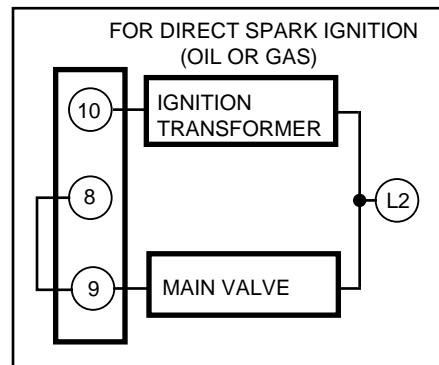 FOR DIRECT SPARK IGNITION
(OIL OR GAS)
10
IGNITION
TRANSFORMER
8
L2
9
MAIN VALVE